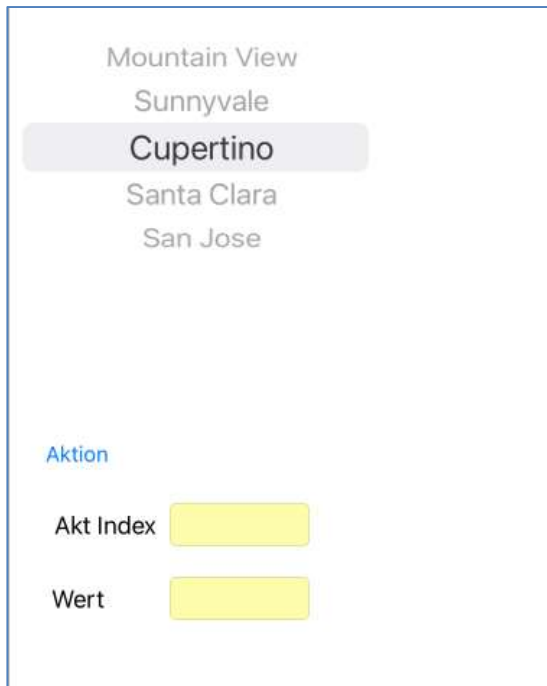 Mountain View
Sunnyvale
Cupertino
Santa Clara
San Jose
Aktion
Akt Index
Wert